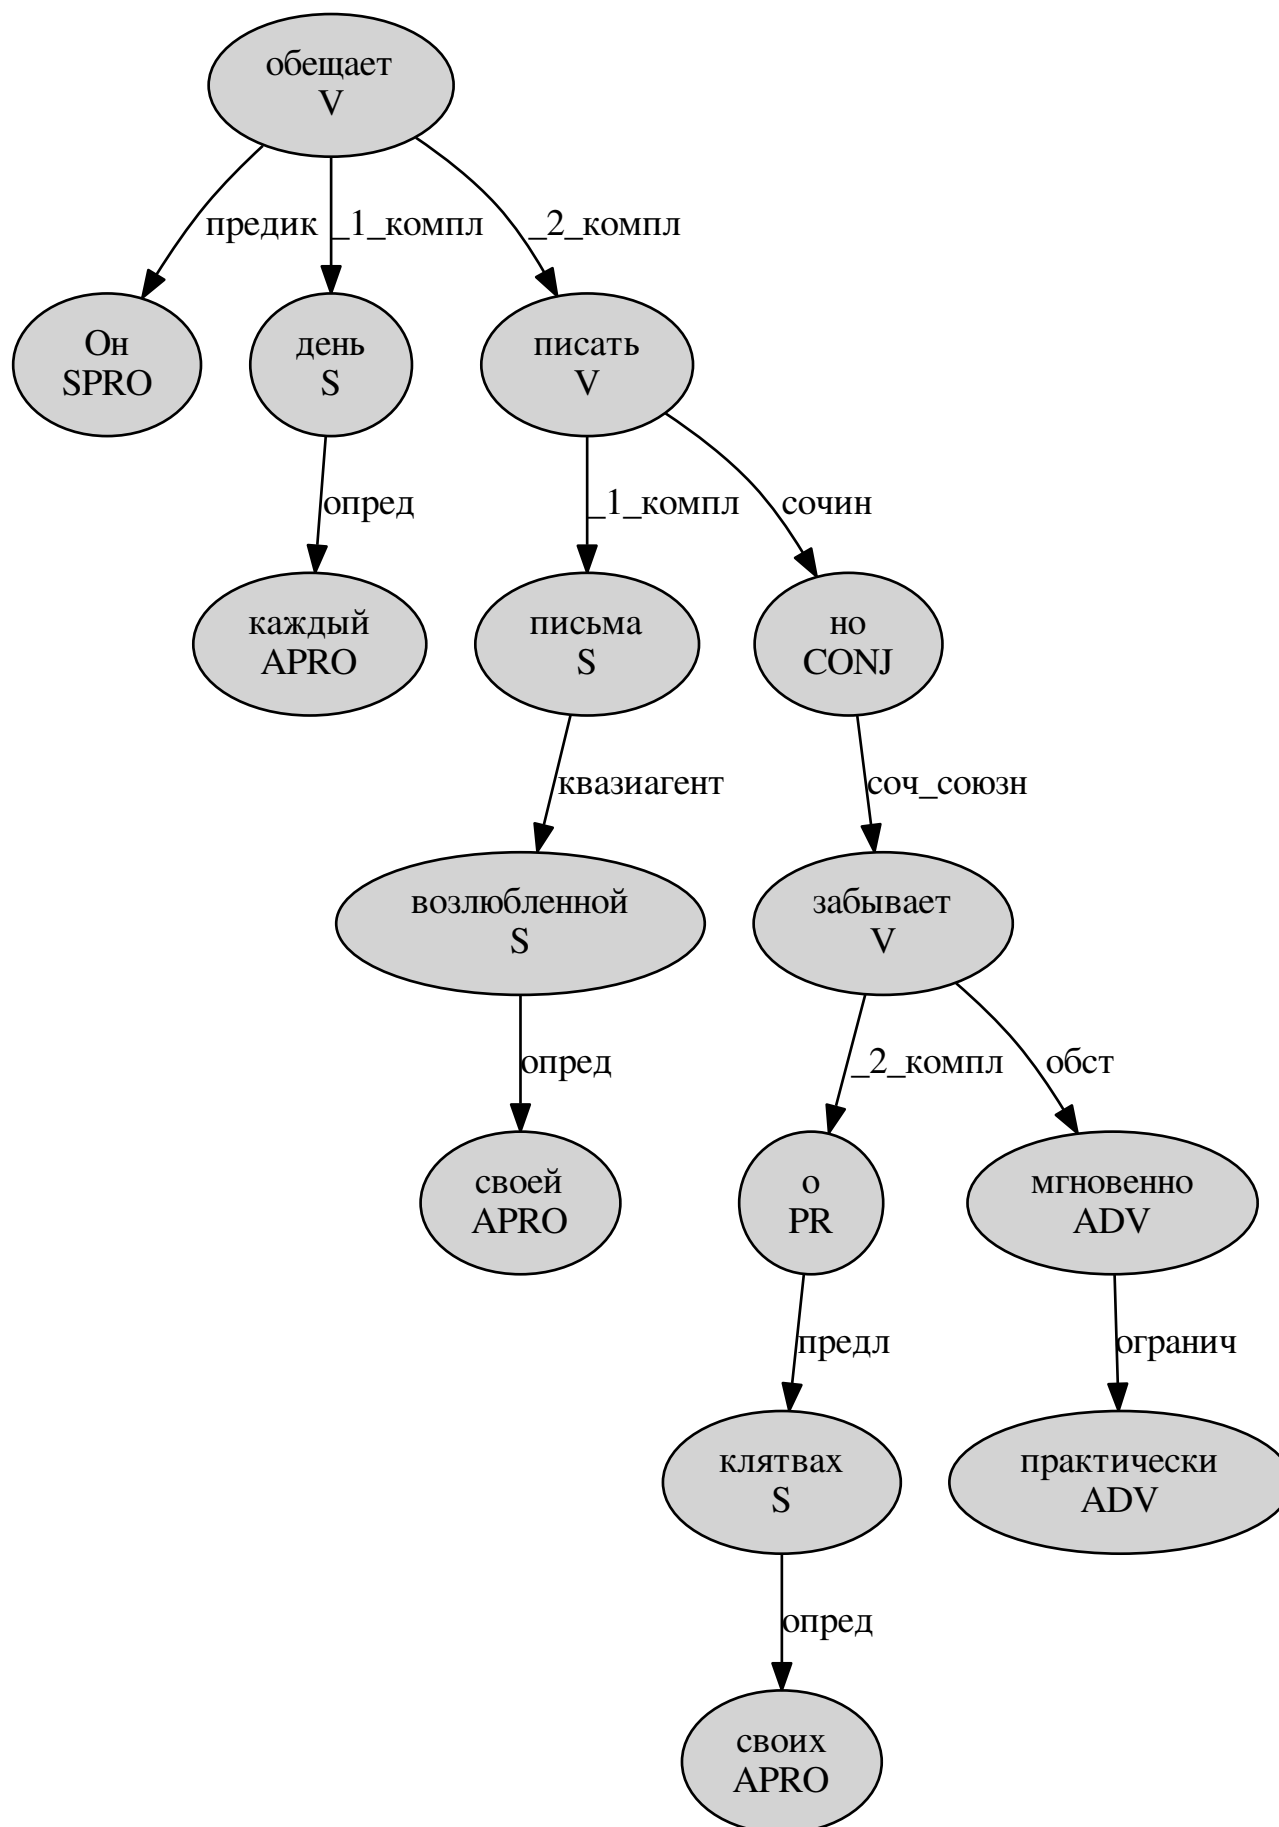 обещает
V
предик
_1_компл
_2_компл
Он
SPRO
день
S
писать
V
опред
_1_компл
сочин
каждый
APRO
письма
S
но
CONJ
квазиагент
соч_союзн
возлюбленной
S
забывает
V
опред
_2_компл
обст
своей
APRO
о
PR
мгновенно
ADV
предл
огранич
клятвах
S
практически
ADV
опред
своих
APRO